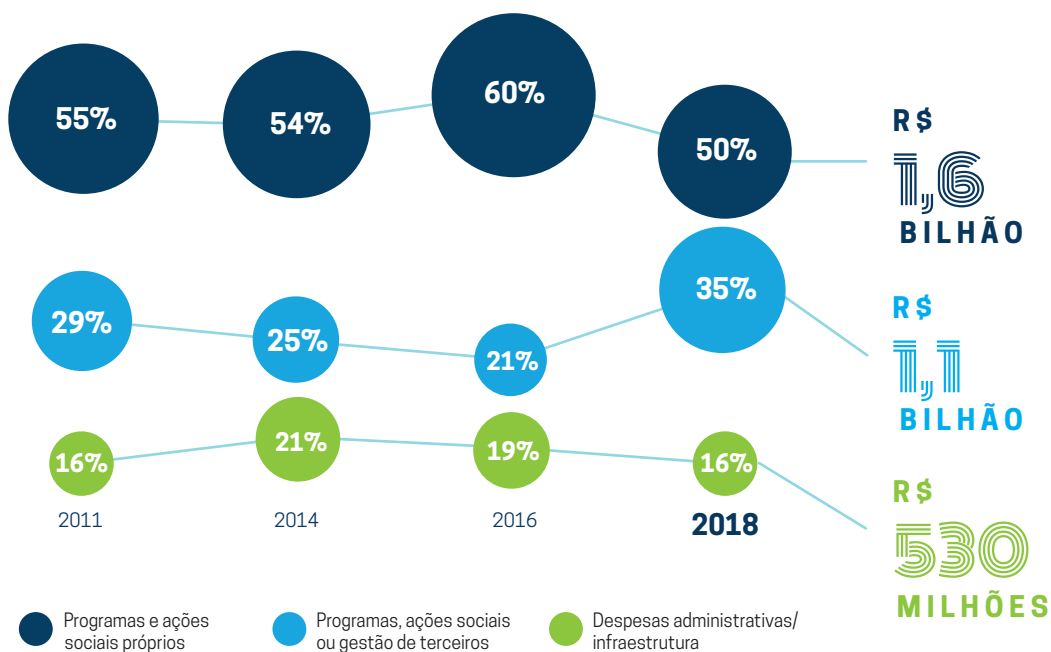 55%
54%
60%
50%
R$
1,6
BILHÃO
29%
25%
21%
35%
R$
1,1
BILHÃO
16%
21%
19%
16%
R$
530
MILHÕES
2011
2014
2016
2018
Programas e ações
sociais próprios
Programas, ações sociais
ou gestão de terceiros
Despesas administrativas/
infraestrutura